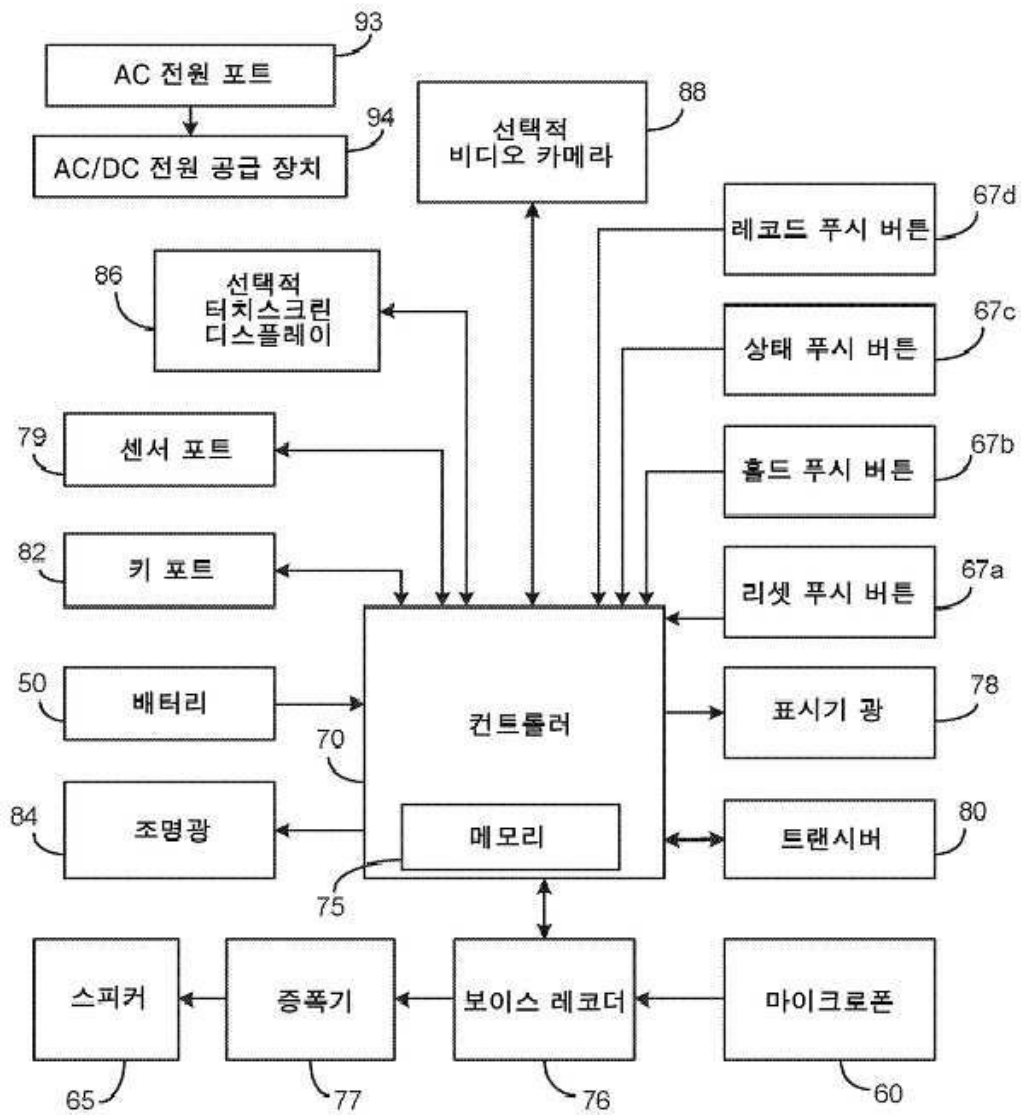 93
AC 전원 포트
94
AC/DC 전원 공급 장치
88
선택적
비디오 카메라
67d
레코드 푸시 버튼
86
선택적
터치스크린
디스플레이
67c
상태 푸시 버튼
79
센서 포트
67b
홀드 푸시 버튼
82
키 포트
67a
리셋 푸시 버튼
50
배터리
70
컨트롤러
78
표시기 광
84
조명광
75
메모리
80
트랜시버
스피커
65
증폭기
77
보이스 레코더
76
마이크로폰
60